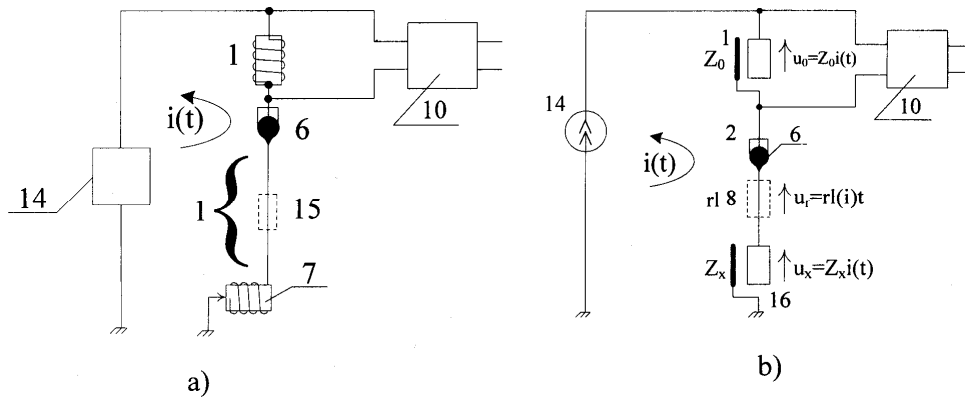 1
10
i(t)
6
14
l
15
7
a)
1
Z₀
u₀=Z₀i(t)
10
14
2
6
i(t)
rl 8
uᵣ=rl(i)t
Zₓ
uₓ=Zₓi(t)
16
b)